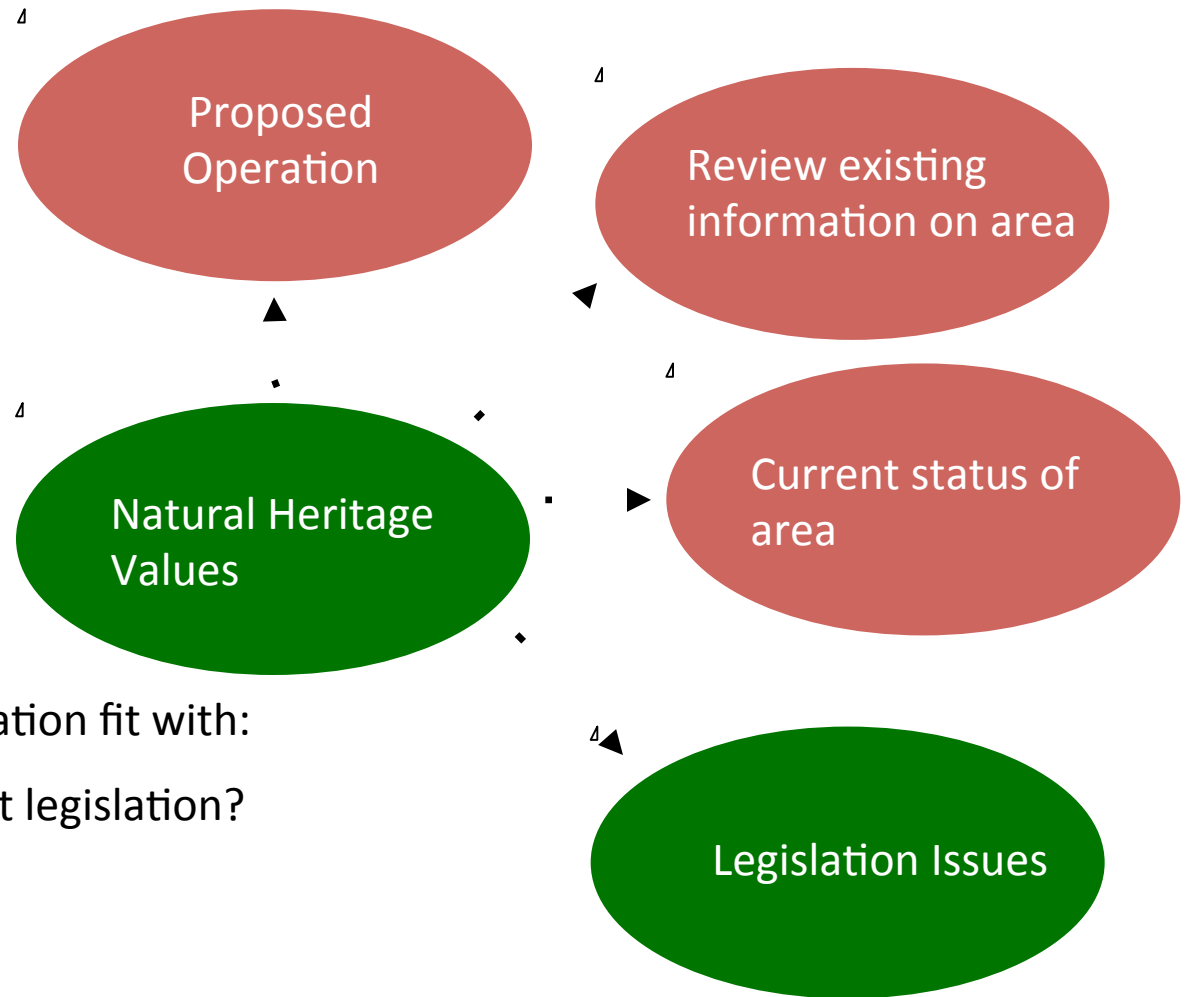 Proposed
Operation
Review existing
information on area
Current status of
area
Natural Heritage
Values
ation fit with:
t legislation?
Legislation Issues